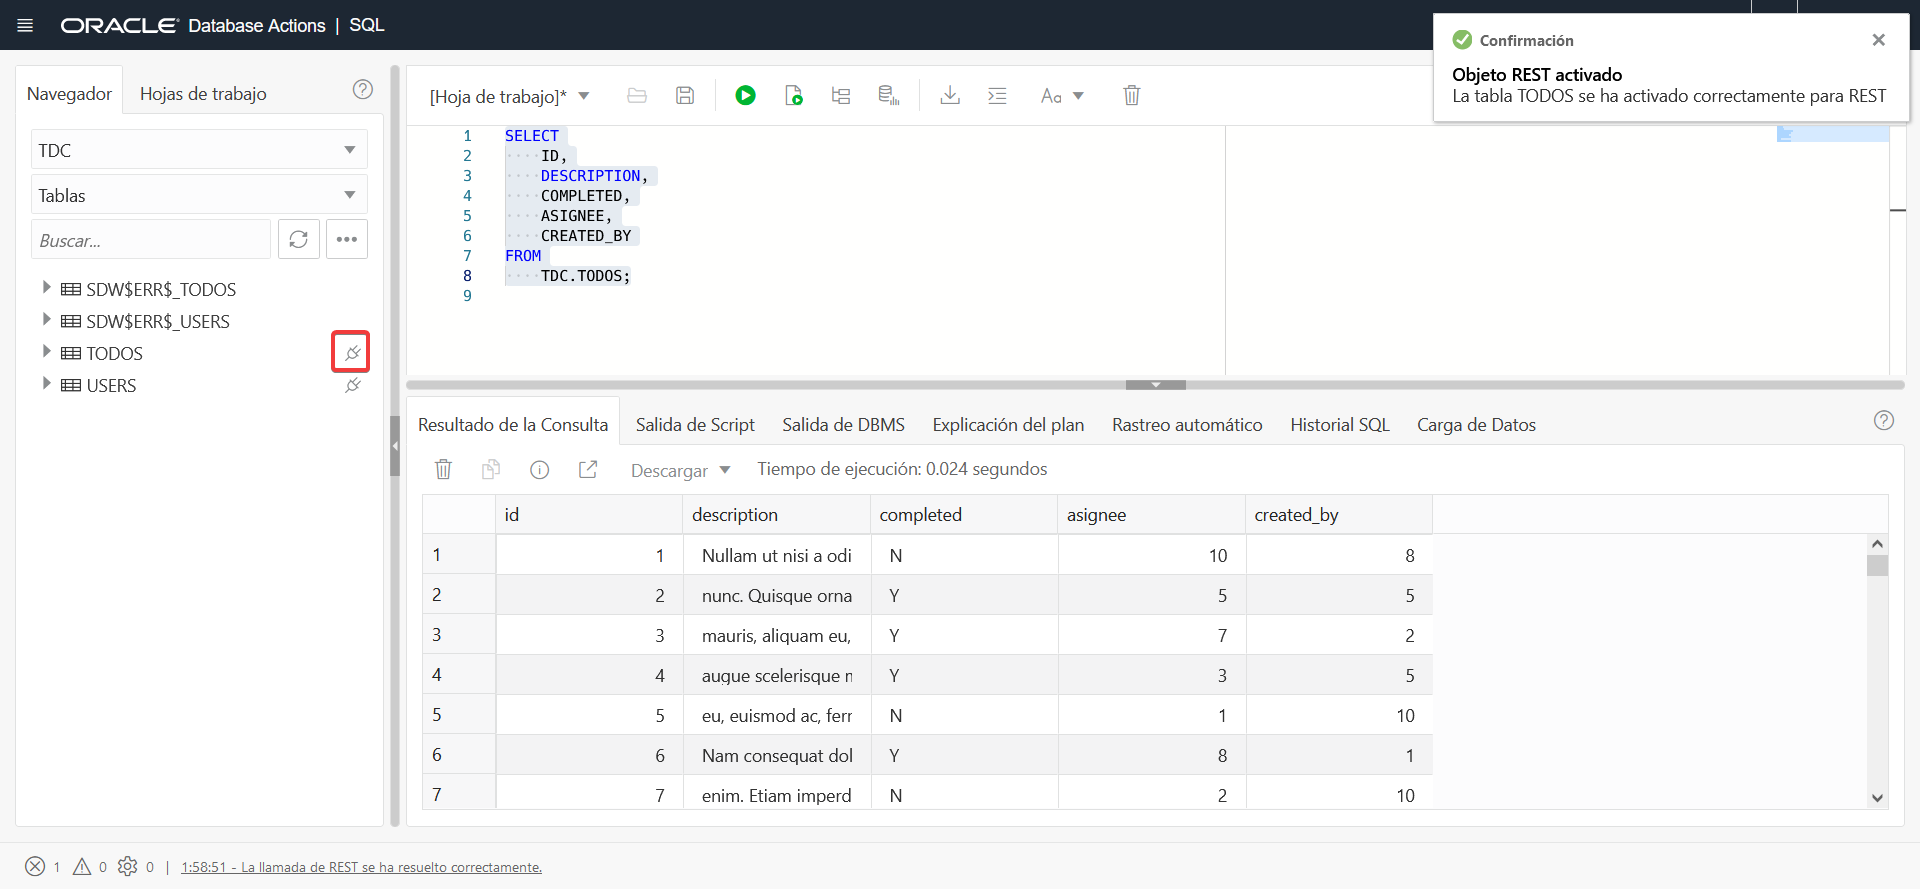 ORACLE Database Actions | SQL
Confirmación
Objeto REST activado
La tabla TODOS se ha activado correctamente para REST
Navegador
Hojas de trabajo
TDC
Tablas
Buscar...
SDW$ERR$_TODOS
SDW$ERR$_USERS
TODOS
USERS
[Hoja de trabajo]*
Aa
1 SELECT
2 ID,
3 DESCRIPTION,
4 COMPLETED,
5 ASIGNEE,
6 CREATED_BY
7 FROM
8 TDC.TODOS;
9
Resultado de la Consulta
Salida de Script
Salida de DBMS
Explicación del plan
Rastreo automático
Historial SQL
Carga de Datos
Descargar
Tiempo de ejecución: 0.024 segundos
id description completed asignee created_by
1 1 Nullam ut nisi a odi N 10 8
2 2 nunc. Quisque orna Y 5 5
3 3 mauris, aliquam eu, Y 7 2
4 4 augue scelerisque n Y 3 5
5 5 eu, euismod ac, ferr N 1 10
6 6 Nam consequat dol Y 8 1
7 7 enim. Etiam imperd N 2 10
1 0 0 | 1:58:51 - La llamada de REST se ha resuelto correctamente.